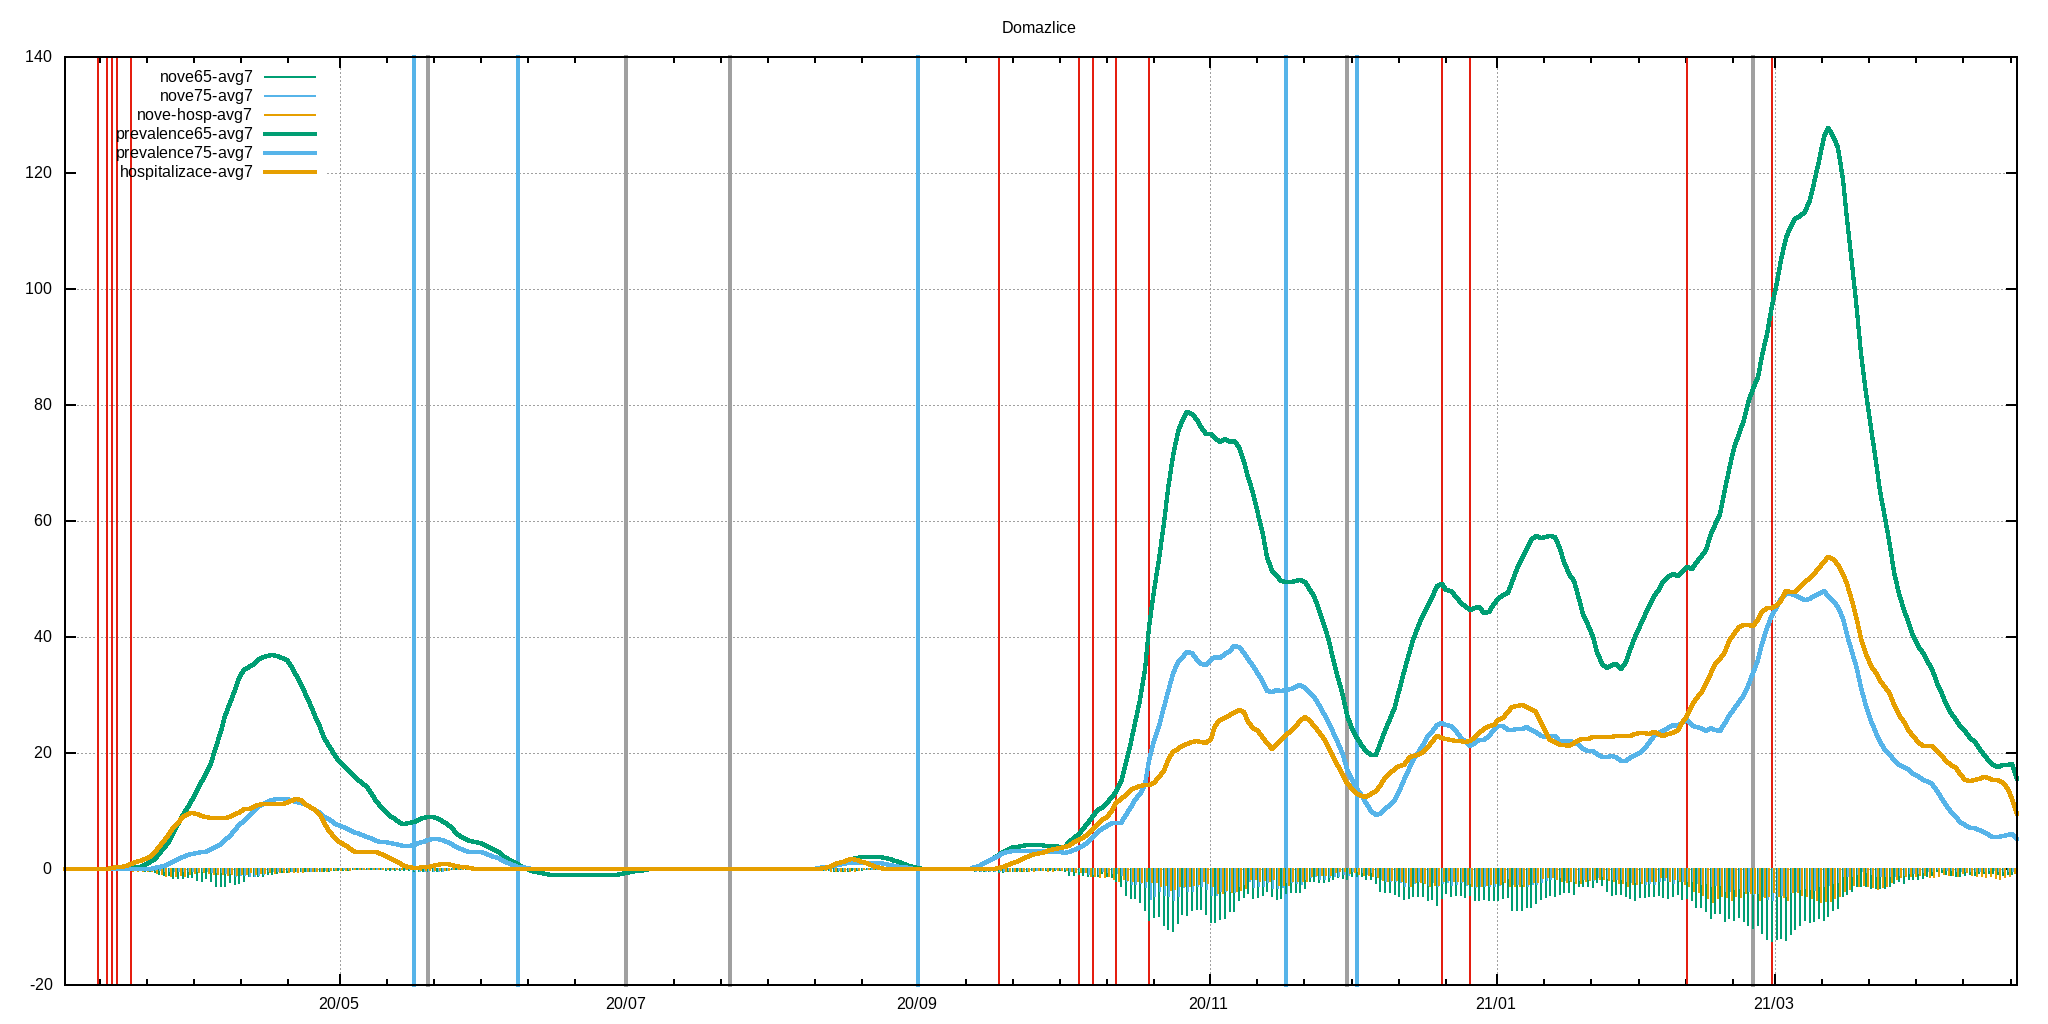 Domazlice
140
120
100
80
60
40
20
0
-20
nove65-avg7
nove75-avg7
nove-hosp-avg7
prevalence65-avg7
prevalence75-avg7
hospitalizace-avg7
20/05 20/07 20/09 20/11 21/01 21/03